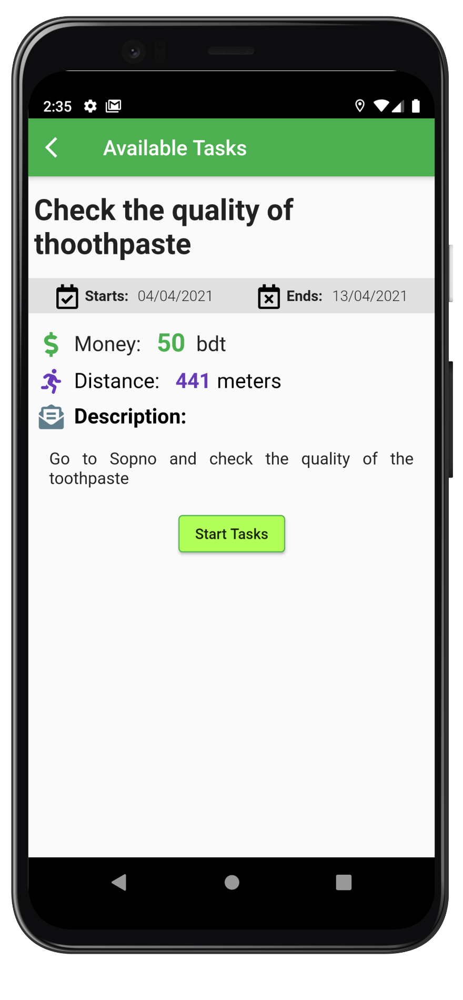 2:35
Available Tasks
Check the quality of
thoothpaste
Starts: 04/04/2021 Ends: 13/04/2021
Money: 50 bdt
Distance: 441 meters
Description:
Go to Sopno and check the quality of the
toothpaste
Start Tasks